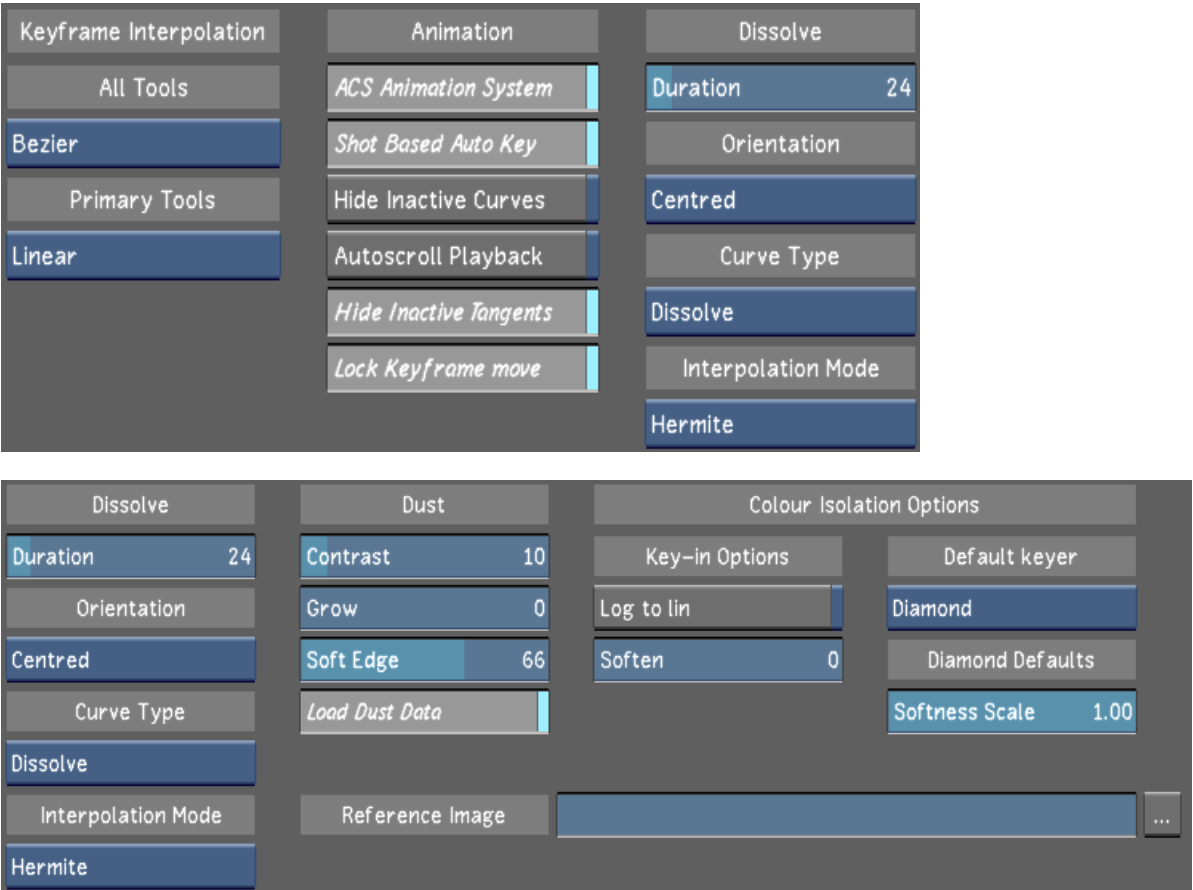 Keyframe Interpolation
All Tools
Bezier
Primary Tools
Linear
Animation
ACS Animation System
Shot Based Auto Key
Hide Inactive Curves
Autoscroll Playback
Hide Inactive Tangents
Lock Keyframe move
Dissolve
Duration 24
Orientation
Centred
Curve Type
Dissolve
Interpolation Mode
Hermite
Dissolve
Duration 24
Orientation
Centred
Curve Type
Dissolve
Interpolation Mode
Hermite
Dust
Contrast 10
Grow 0
Soft Edge 66
Load Dust Data
Colour Isolation Options
Key-in Options
Log to lin
Soften 0
Default keyer
Diamond
Diamond Defaults
Softness Scale 1.00
Reference Image
...